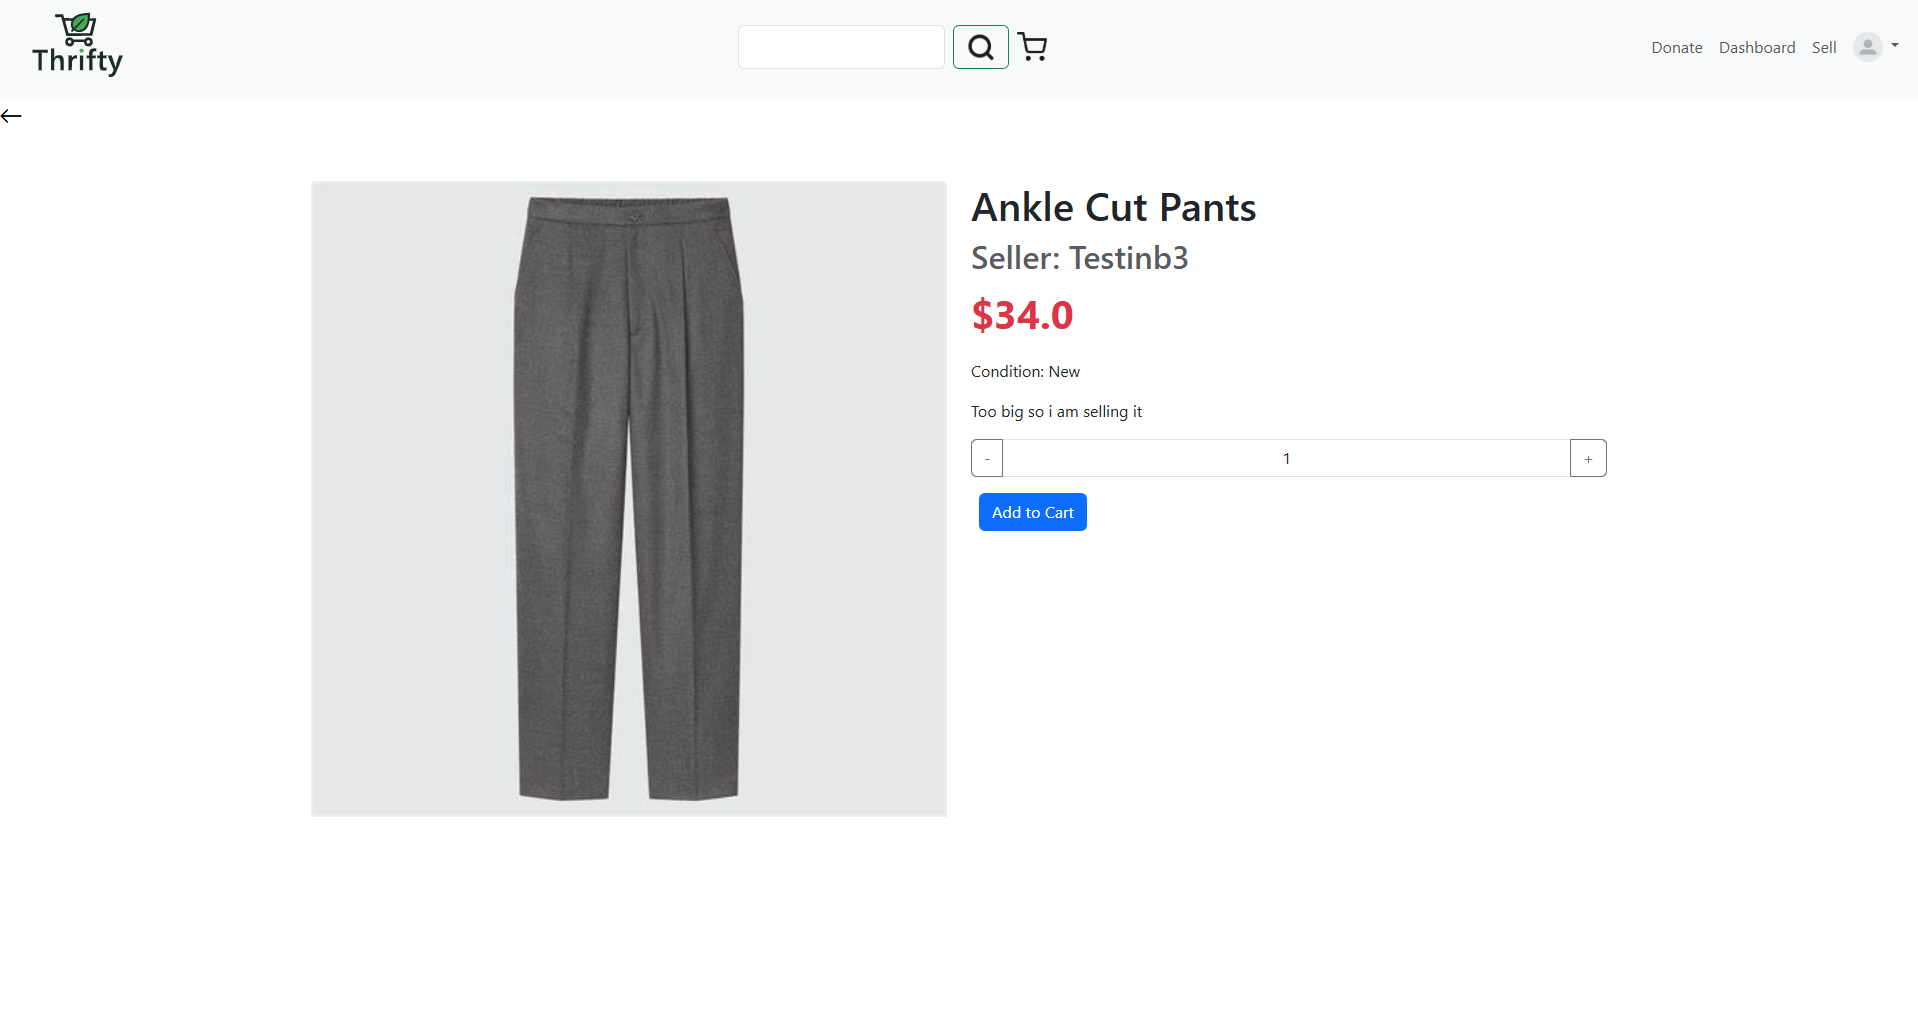 Thrifty
Donate Dashboard Sell
Ankle Cut Pants
Seller: Testinb3
$34.0
Condition: New
Too big so i am selling it
- 1 +
Add to Cart